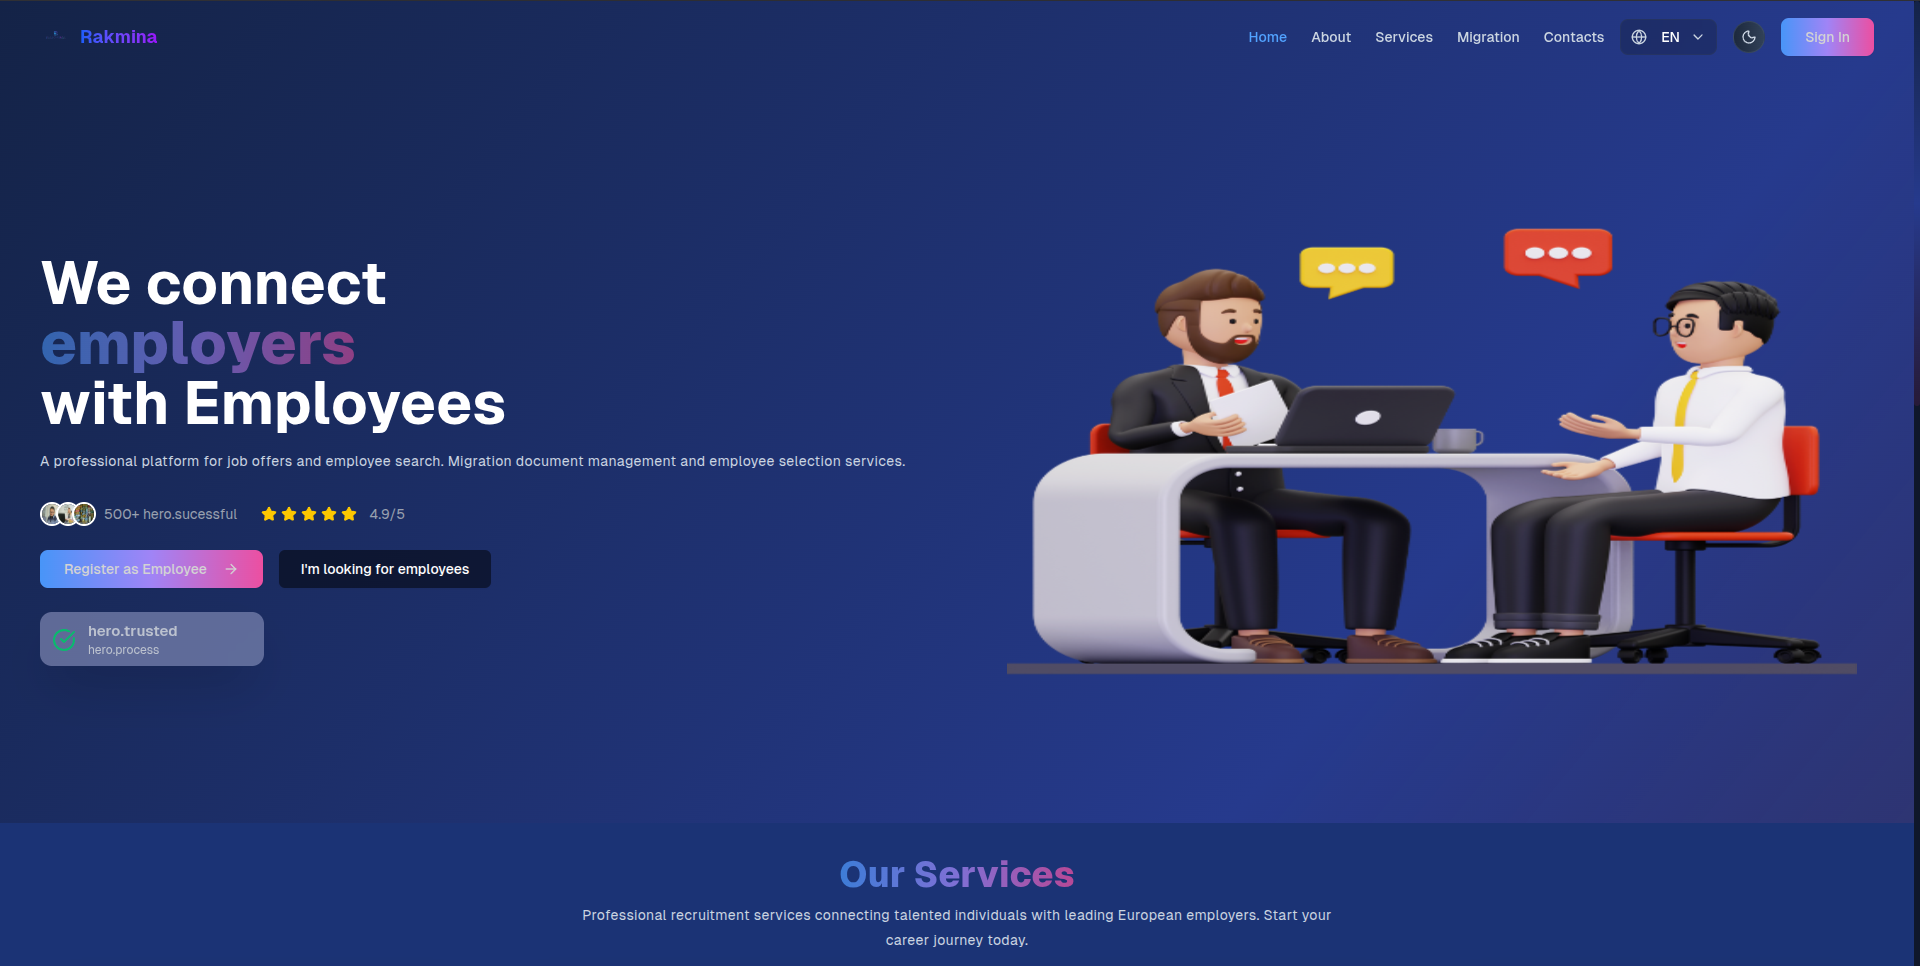 Rakmina
Home About Services Migration Contacts EN Sign In
We connect
employers
with Employees
A professional platform for job offers and employee search. Migration document management and employee selection services.
500+ hero.sucessful 4.9/5
Register as Employee I'm looking for employees
hero.trusted
hero.process
Our Services
Professional recruitment services connecting talented individuals with leading European employers. Start your
career journey today.